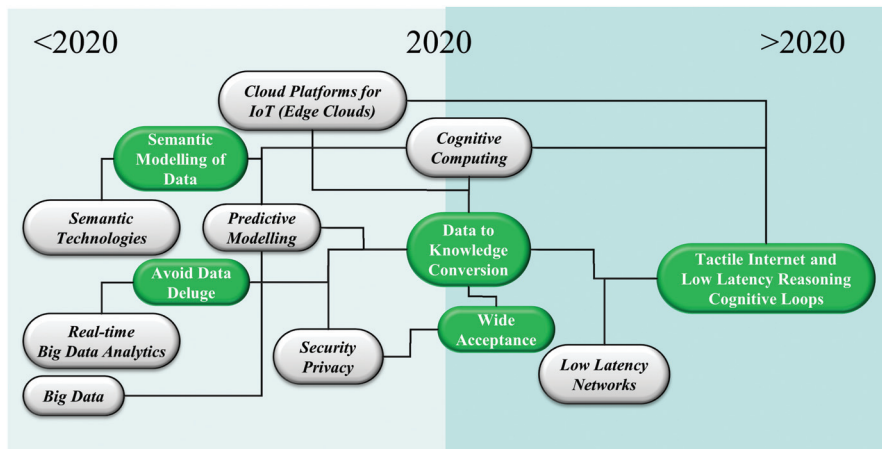 <2020
2020
>2020
Cloud Platforms for
IoT (Edge Clouds)
Semantic
Modelling of
Data
Cognitive
Computing
Semantic
Technologies
Predictive
Modelling
Data to
Knowledge
Conversion
Tactile Internet and
Low Latency Reasoning
Cognitive Loops
Avoid Data
Deluge
Real-time
Big Data Analytics
Security
Privacy
Wide
Acceptance
Low Latency
Networks
Big Data